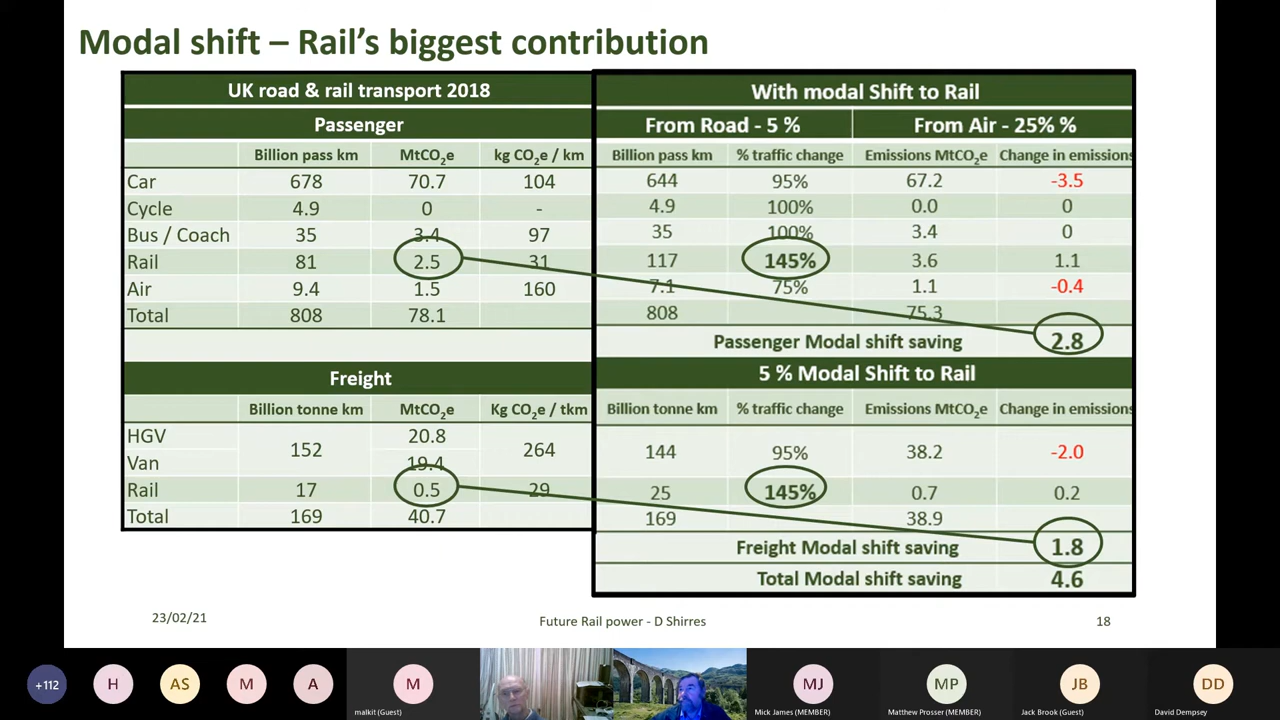 Modal shift – Rail's biggest contribution
UK road & rail transport 2018
Passenger
Billion pass km MtCO₂e kg CO₂e / km
Car 678 70.7 104
Cycle 4.9 0 -
Bus / Coach 35 3.4 97
Rail 81 2.5 31
Air 9.4 1.5 160
Total 808 78.1
Freight
Billion tonne km MtCO₂e Kg CO₂e / tkm
HGV 20.8
152 264
Van 19.4
Rail 17 0.5 29
Total 169 40.7
With modal Shift to Rail
From Road - 5 % From Air - 25% %
Billion pass km % traffic change Emissions MtCO₂e Change in emissions
644 95% 67.2 -3.5
4.9 100% 0.0 0
35 100% 3.4 0
117 145% 3.6 1.1
7.1 75% 1.1 -0.4
808 75.3
Passenger Modal shift saving 2.8
5 % Modal Shift to Rail
Billion tonne km % traffic change Emissions MtCO₂e Change in emissions
144 95% 38.2 -2.0
25 145% 0.7 0.2
169 38.9
Freight Modal shift saving 1.8
Total Modal shift saving 4.6
23/02/21 Future Rail power - D Shirres 18
+112 H AS M A M MJ MP JB DD
malkit (Guest) Mick James (MEMBER) Matthew Prosser (MEMBER) Jack Brook (Guest) David Dempsey